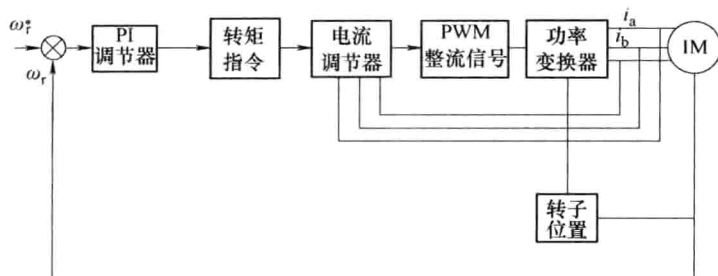 ω*r
PI
调节器
转矩
指令
电流
调节器
PWM
整流信号
功率
变换器
ia
ib
IM
ωr
转子
位置